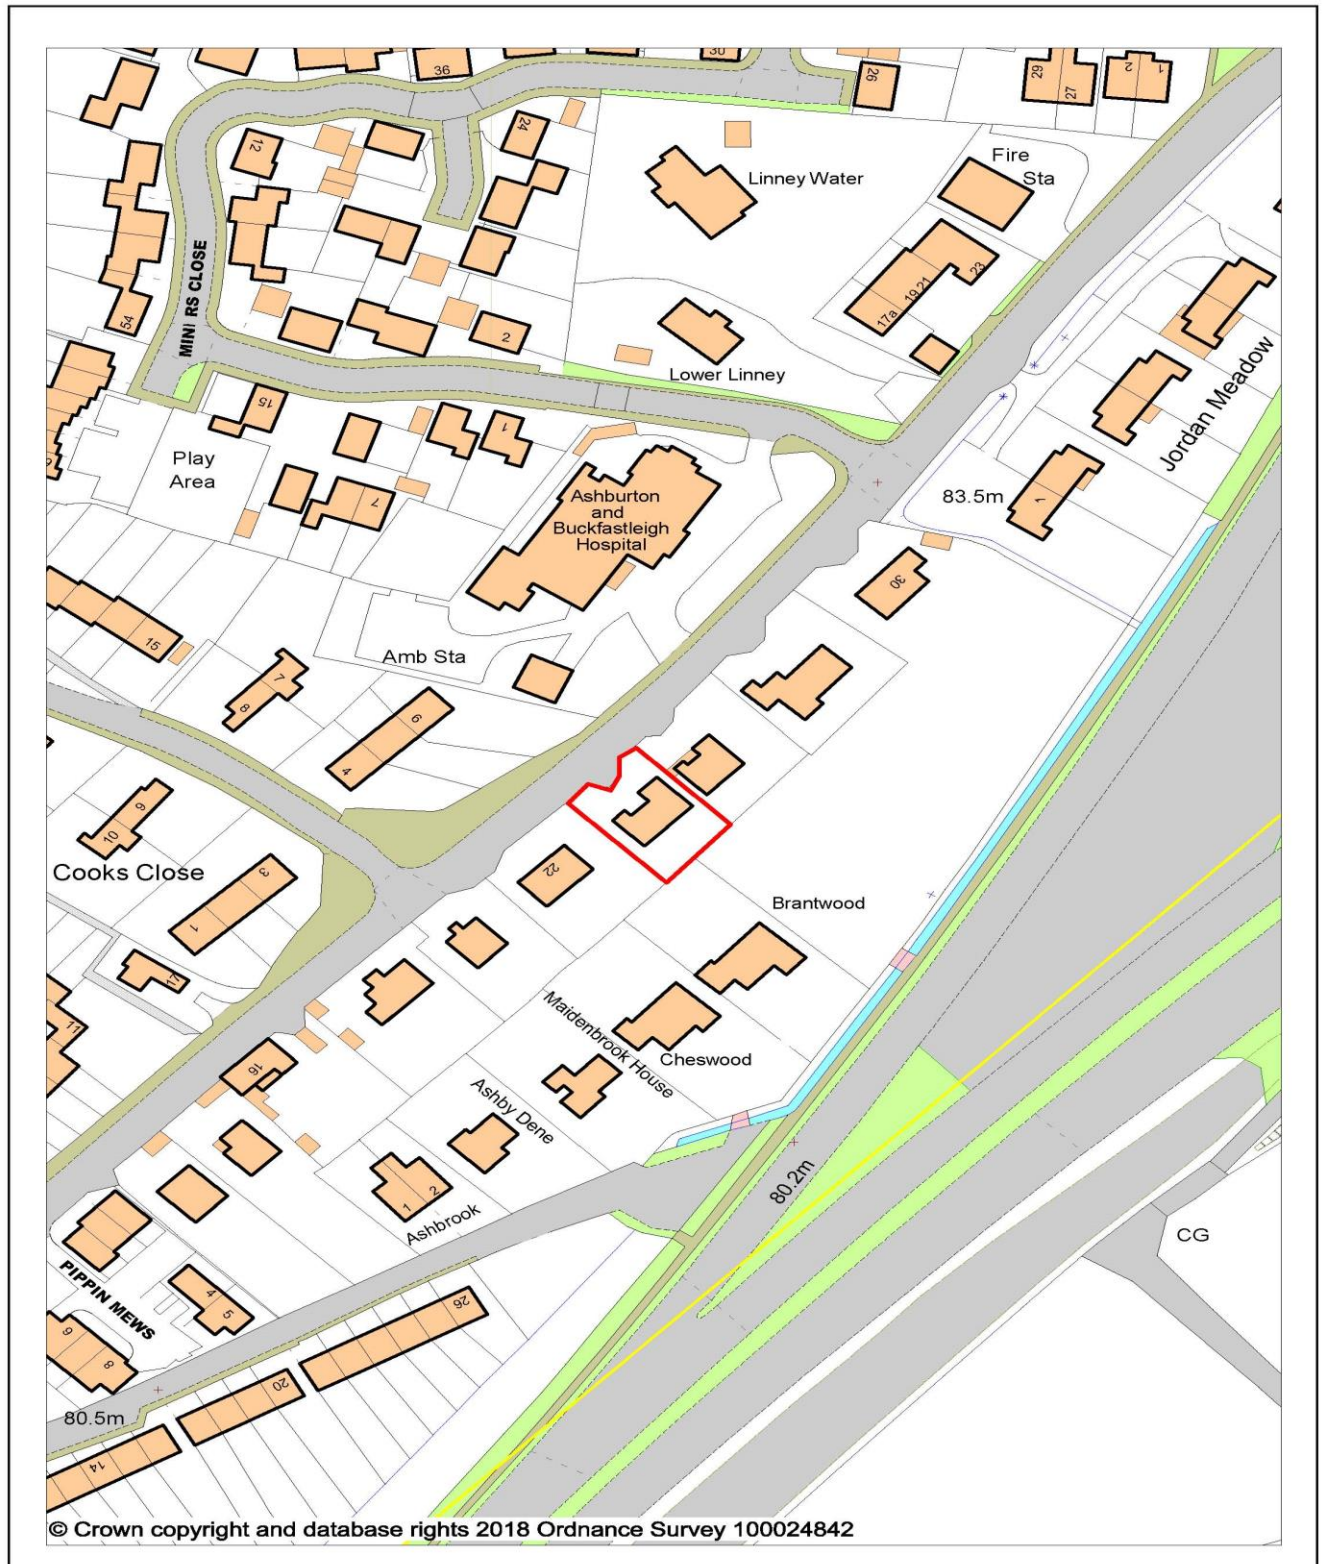 36
30
26
29
27
2
1
Fire
Sta
Linney Water
12
24
23
19,21
17a
MINI RS CLOSE
54
2
Lower Linney
Jordan Meadow
15
1
Play
Area
7
Ashburton
and
Buckfastleigh
Hospital
83.5m
1
30
15
Amb Sta
7
8
6
4
9
10
Cooks Close
3
1
22
Brantwood
17
11
Maidenbrook House
Cheswood
16
Ashby Dene
2
1
Ashbrook
80.2m
CG
PIPPIN MEWS
4
5
9
8
26
20
80.5m
14
© Crown copyright and database rights 2018 Ordnance Survey 100024842